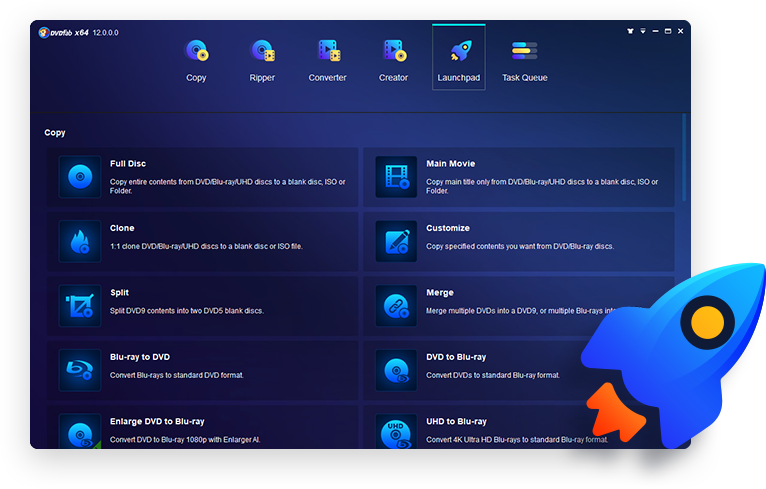 DVDFab x64 12.0.0.0
Copy
Ripper
Converter
Creator
Launchpad
Task Queue
Copy
Full Disc
Copy entire contents from DVD/Blu-ray/UHD discs to a blank disc, ISO or
Folder.
Main Movie
Copy main title only from DVD/Blu-ray/UHD discs to a blank disc, ISO or
Folder.
Clone
1:1 clone DVD/Blu-ray/UHD discs to a blank disc or ISO file.
Customize
Copy specified contents you want from DVD/Blu-ray discs.
Split
Split DVD9 contents into two DVD5 blank discs.
Merge
Merge multiple DVDs into a DVD9, or multiple Blu-rays
Blu-ray to DVD
Convert Blu-rays to standard DVD format.
DVD to Blu-ray
Convert DVDs to standard Blu-ray format.
Enlarge DVD to Blu-ray
Convert DVD to Blu-ray 1080p with Enlarger AI.
UHD
UHD to Blu-ray
Convert 4K Ultra HD Blu-rays to standard Blu-ray format.